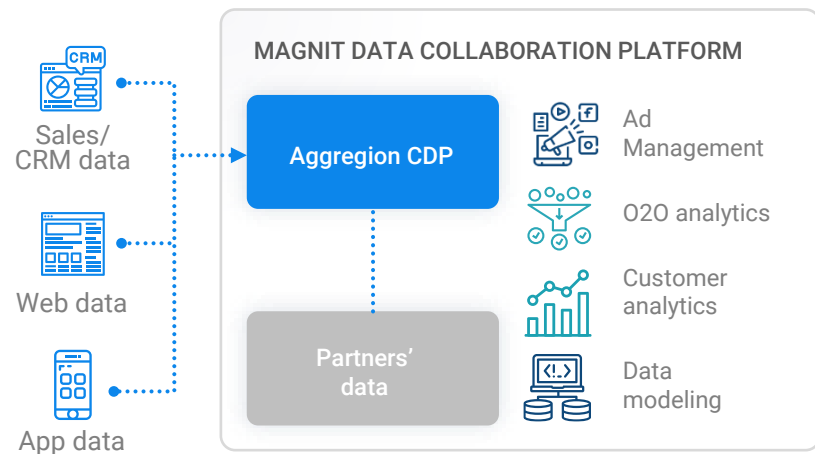 CRM
Sales/
CRM data
Web data
App data
MAGNIT DATA COLLABORATION PLATFORM
Aggregion CDP
Partners’
data
Ad
Management
O2O analytics
Customer
analytics
Data
modeling